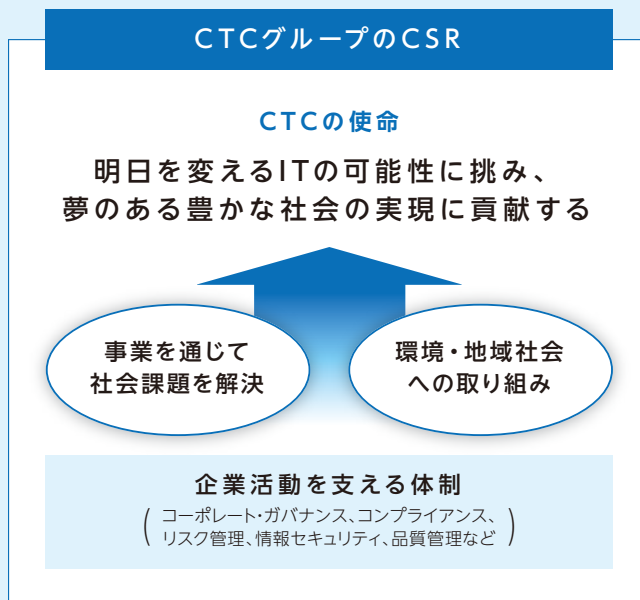 CTCグループのCSR
CTCの使命
明日を変えるITの可能性に挑み、
夢のある豊かな社会の実現に貢献する
事業を通じて
社会課題を解決
環境・地域社会
への取り組み
企業活動を支える体制
(コーポレート・ガバナンス、コンプライアンス、
リスク管理、情報セキュリティ、品質管理など)